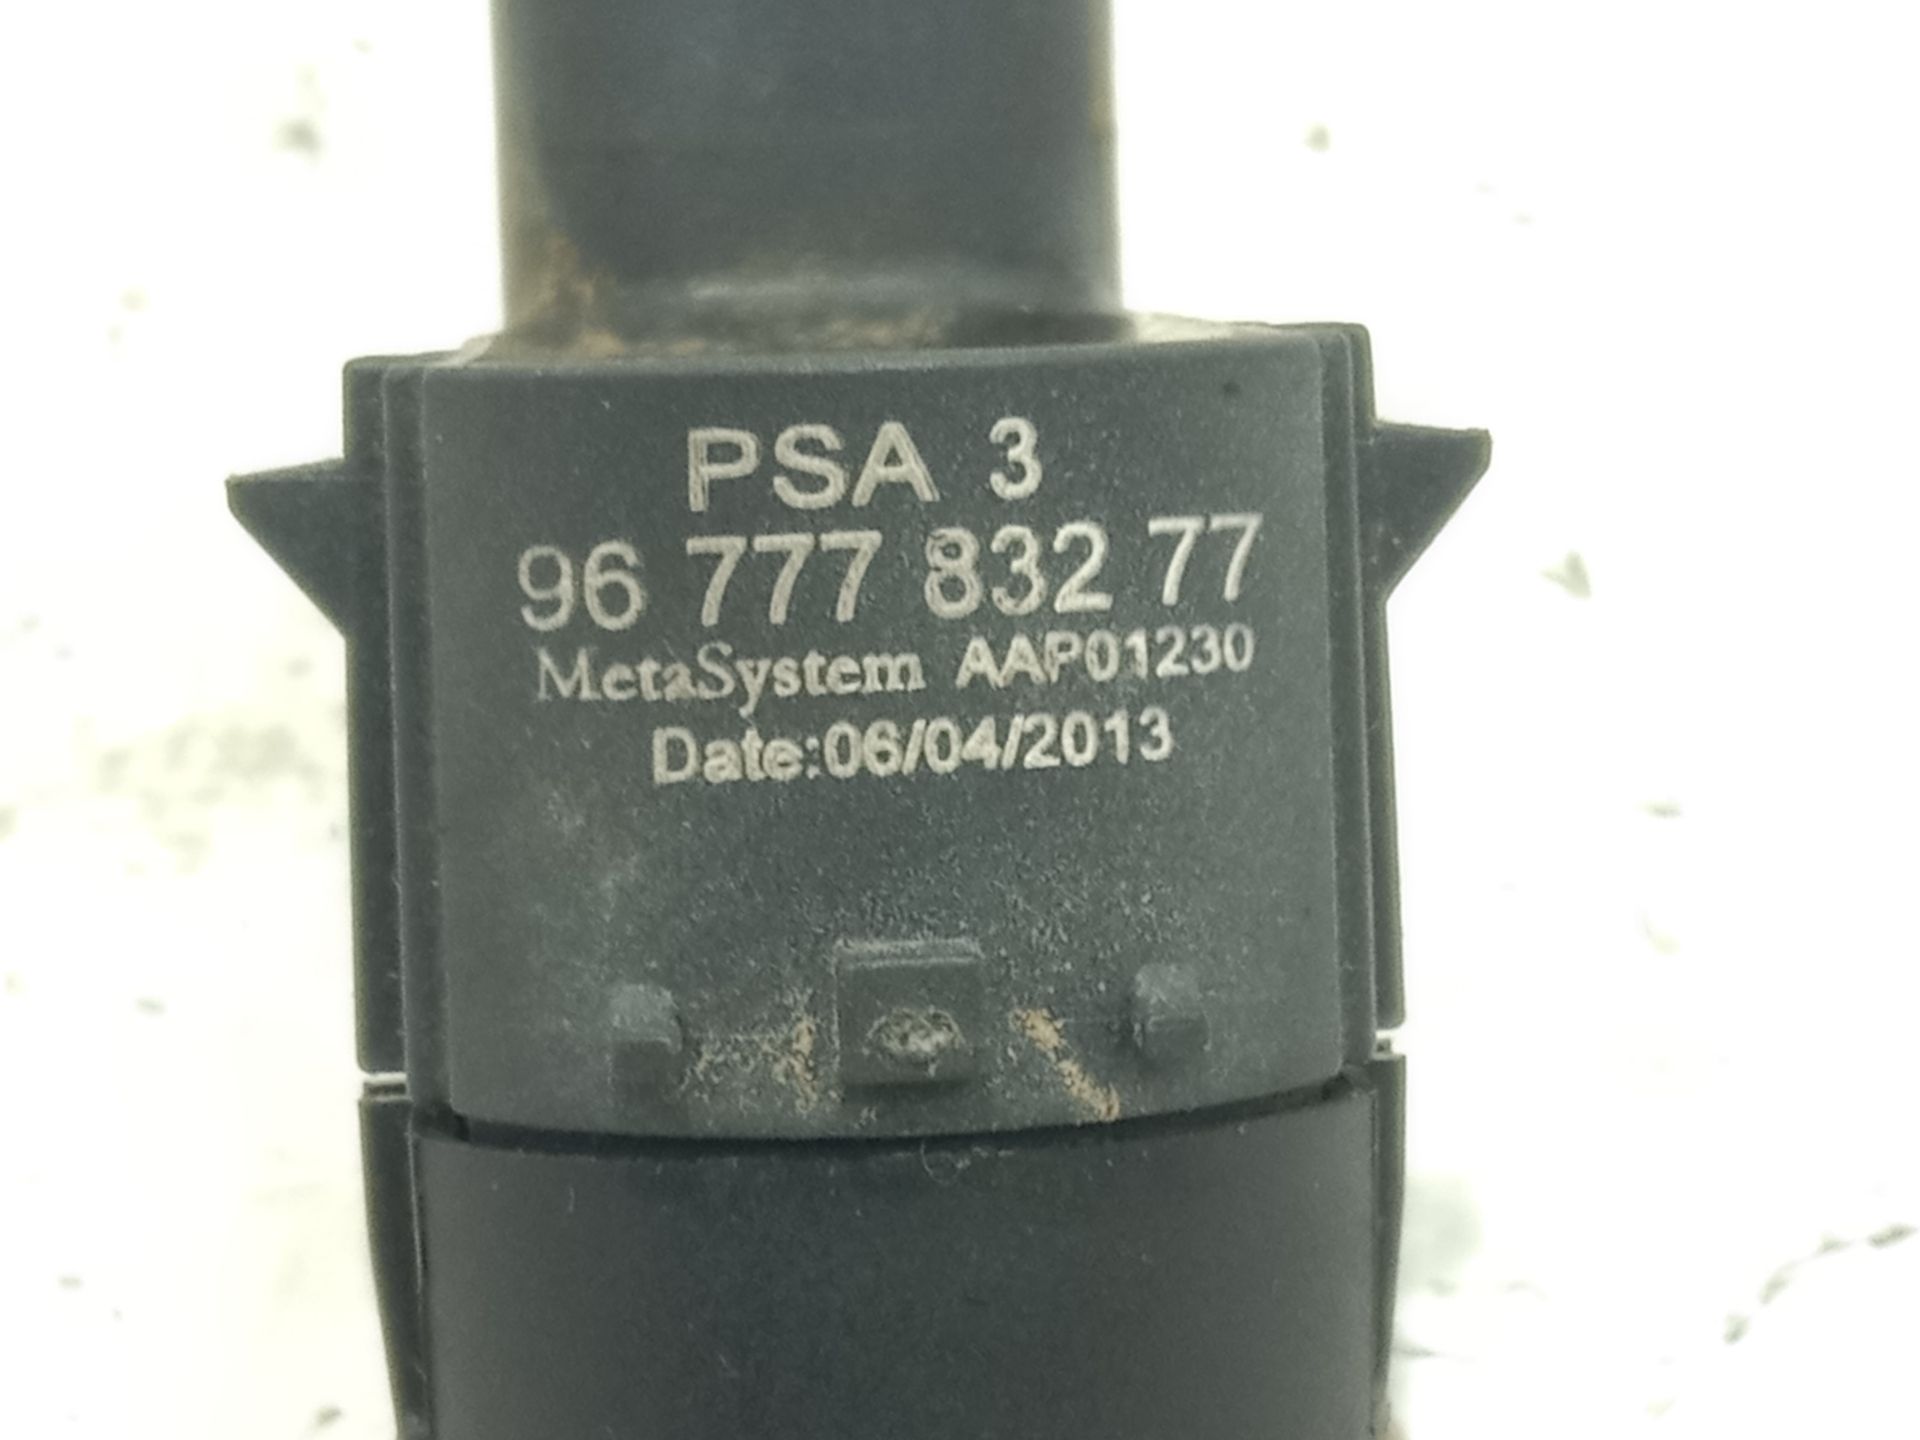 PSA 3
96 777 832 77
MetaSystem AAP01230
Date:06/04/2013